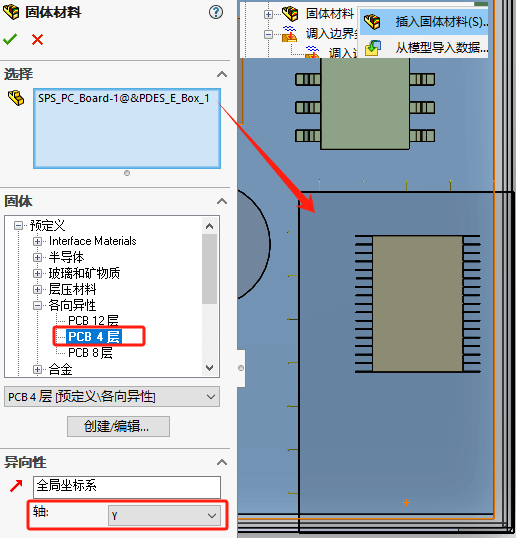 固体材料
选择
SPS_PC_Board-1@&PDES_E_Box_1
固体
预定义
Interface Materials
半导体
玻璃和矿物质
层压材料
各向异性
PCB 12 层
PCB 4 层
PCB 8 层
合金
PCB 4 层 [预定义\各向异性]
创建/编辑...
异向性
全局坐标系
轴:
Y
固体材料
插入固体材料(S)...
调入边界条
从模型导入数据...
调入边